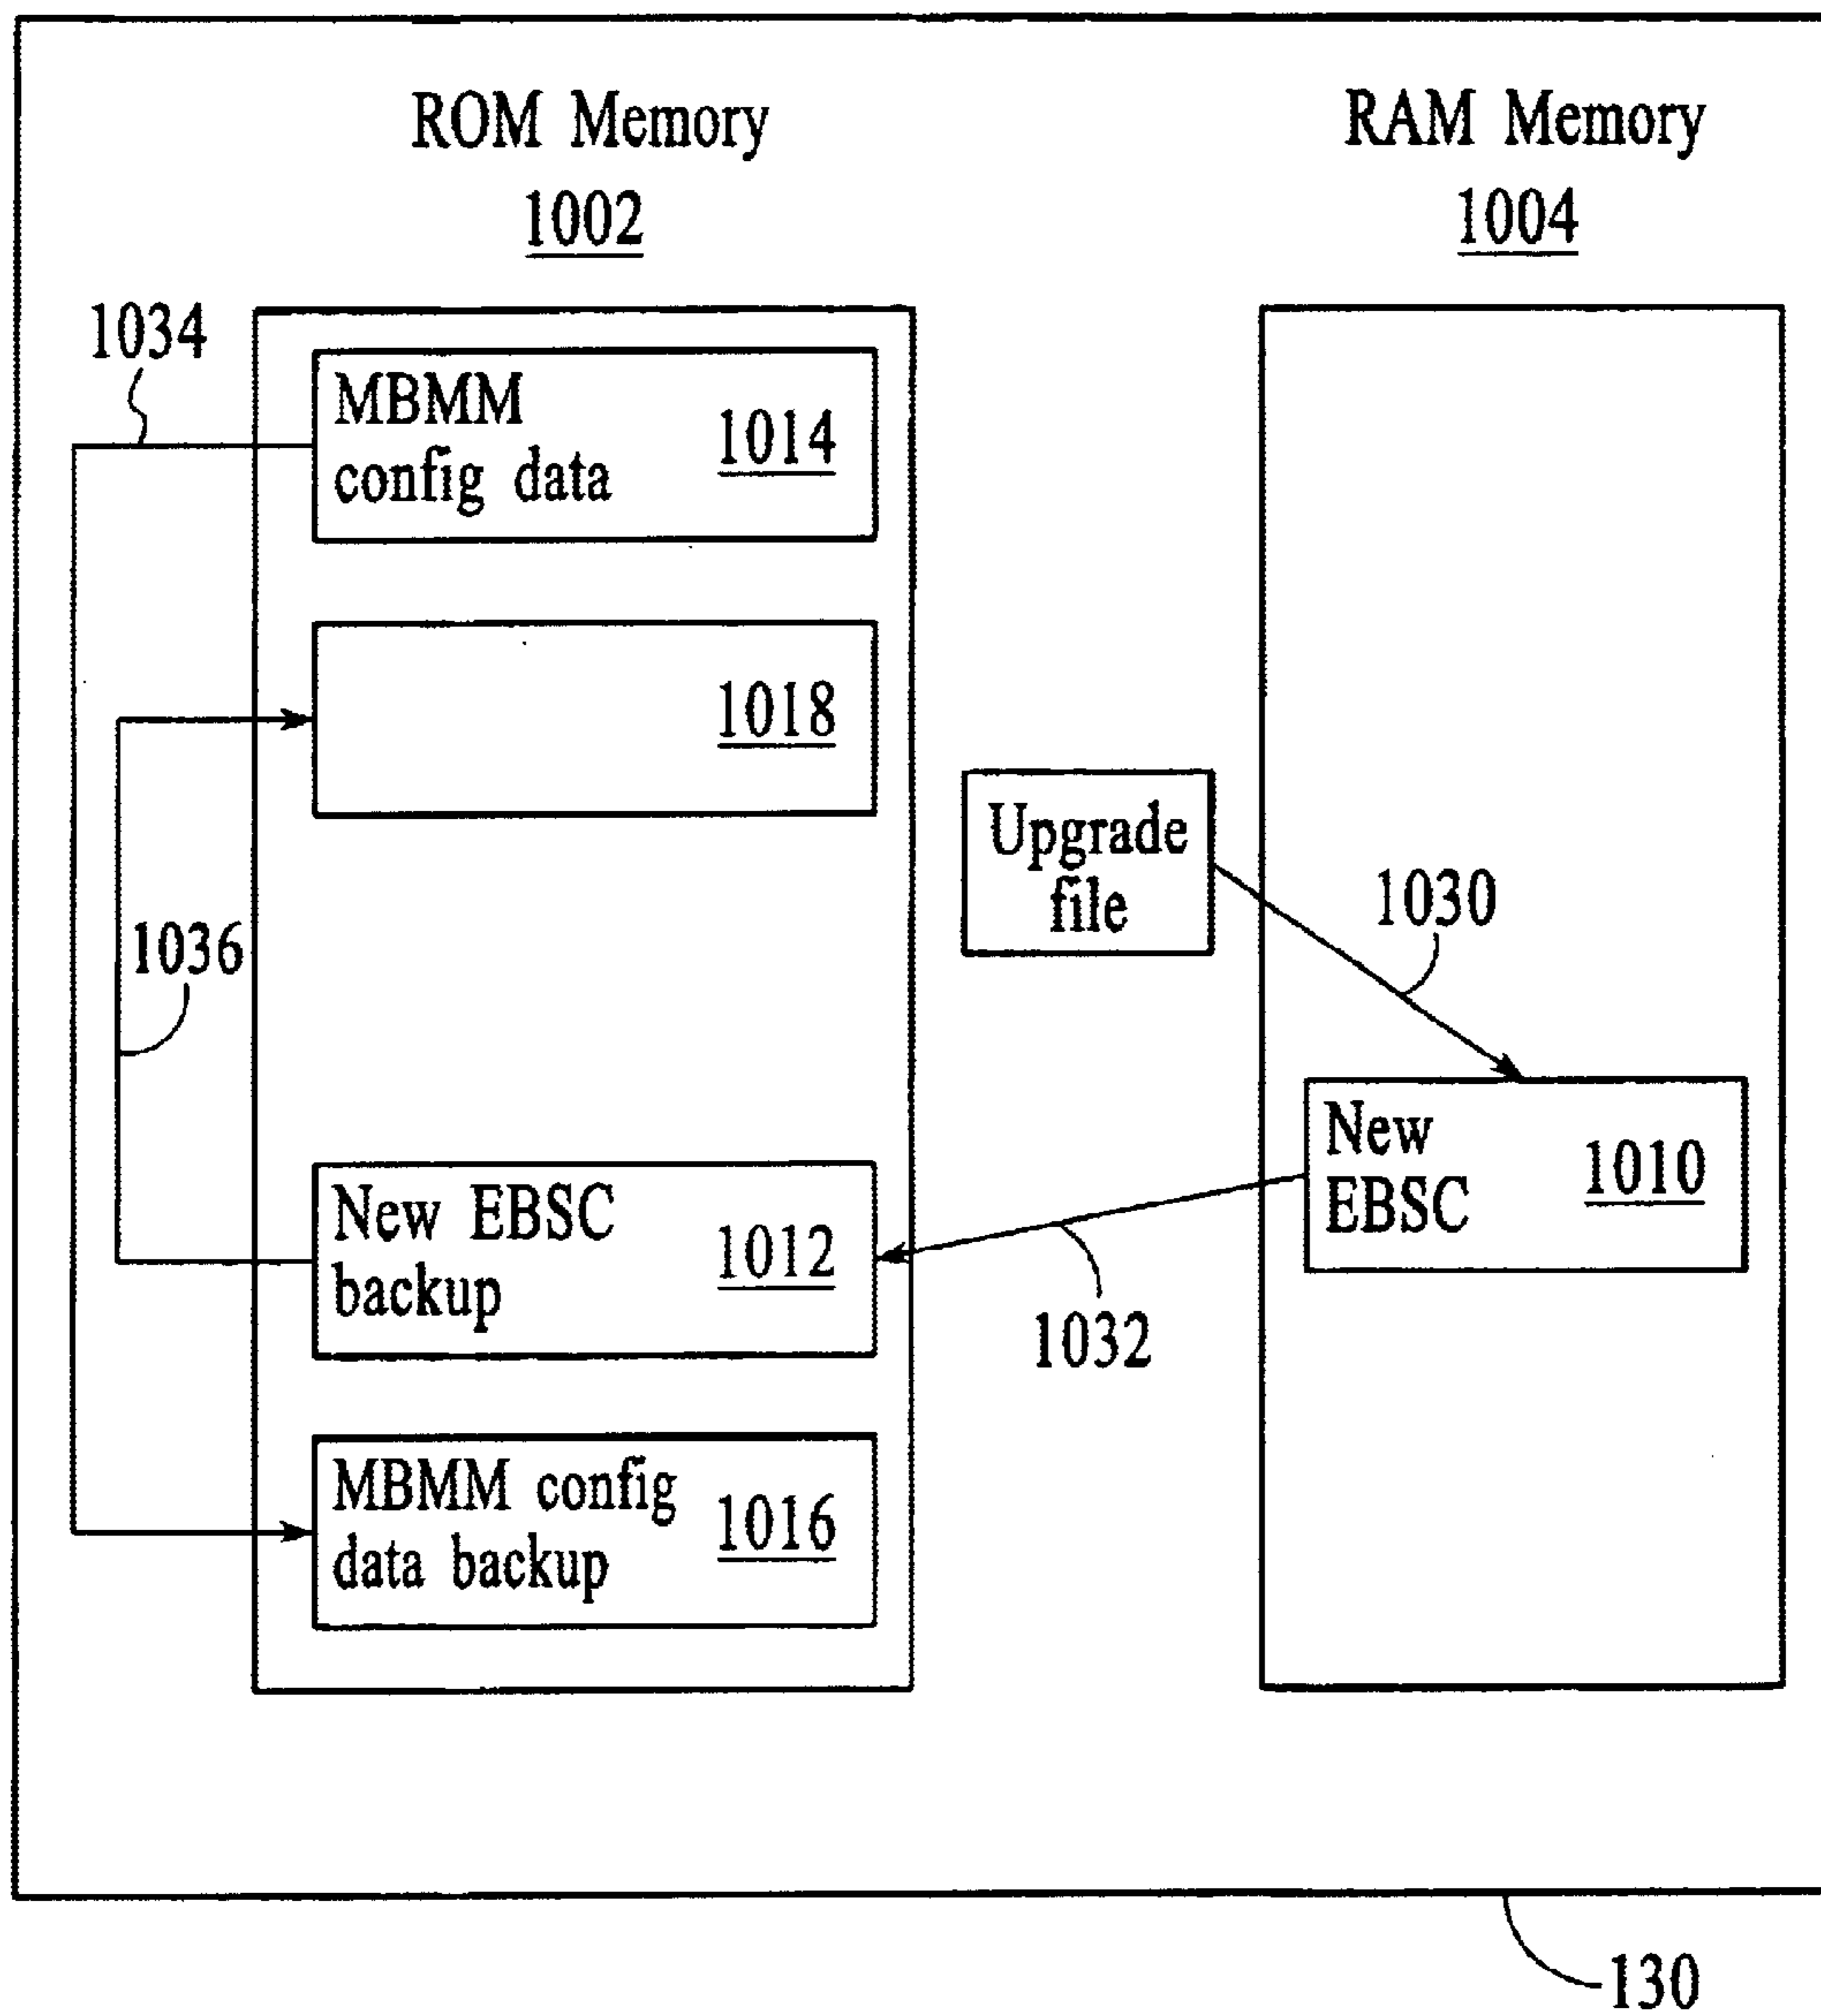 ROM Memory
1002
RAM Memory
1004
1034
MBMM
config data
1014
1018
Upgrade
file
1030
1036
New
EBSC
1010
New EBSC
backup
1012
1032
MBMM config
data backup
1016
130